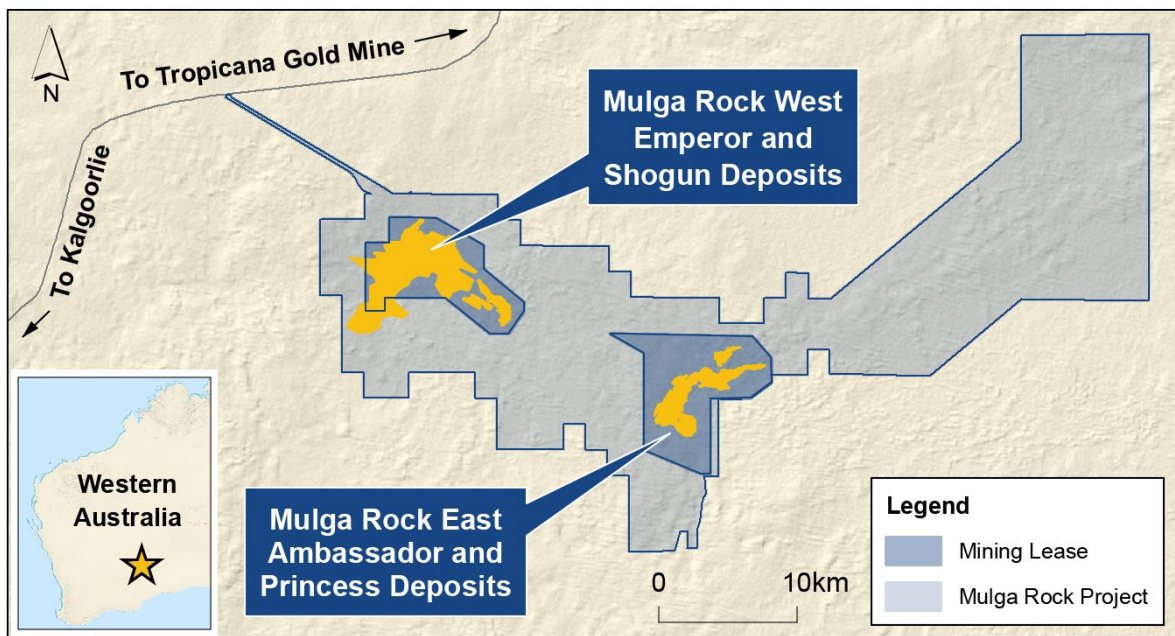 To Tropicana Gold Mine
N
To Kalgoorlie
Mulga Rock West
Emperor and
Shogun Deposits
Western
Australia
Mulga Rock East
Ambassador and
Princess Deposits
0 10km
Legend
Mining Lease
Mulga Rock Project